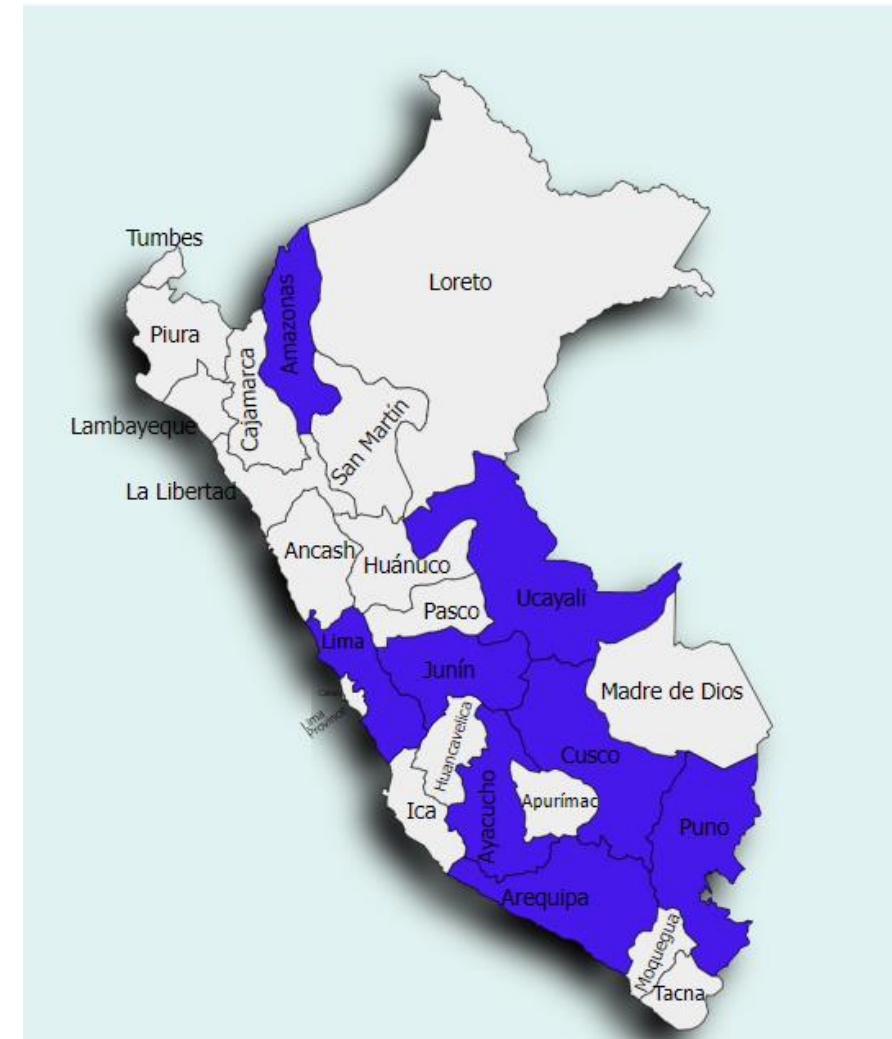 Tumbes
Loreto
Amazonas
Piura
Cajamarca
San Martín
Lambayeque
La Libertad
Ancash
Huánuco
Ucayali
Pasco
Lima
Junín
Madre de Dios
Lima
Huancavelica
Cusco
Ica
Ayacucho
Apurímac
Puno
Arequipa
Moquegua
Tacna